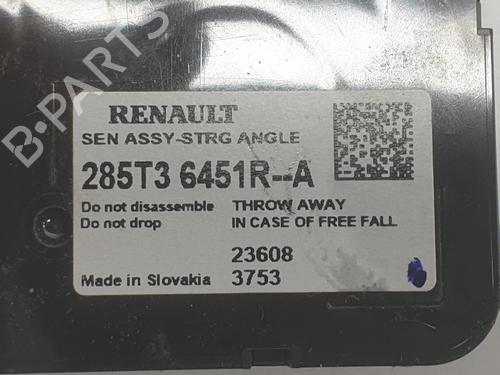 B-PARTS
RENAULT
SEN ASSY-STRG ANGLE
285T3 6451R--A
Do not disassemble THROW AWAY
Do not drop IN CASE OF FREE FALL
23608
Made in Slovakia 3753